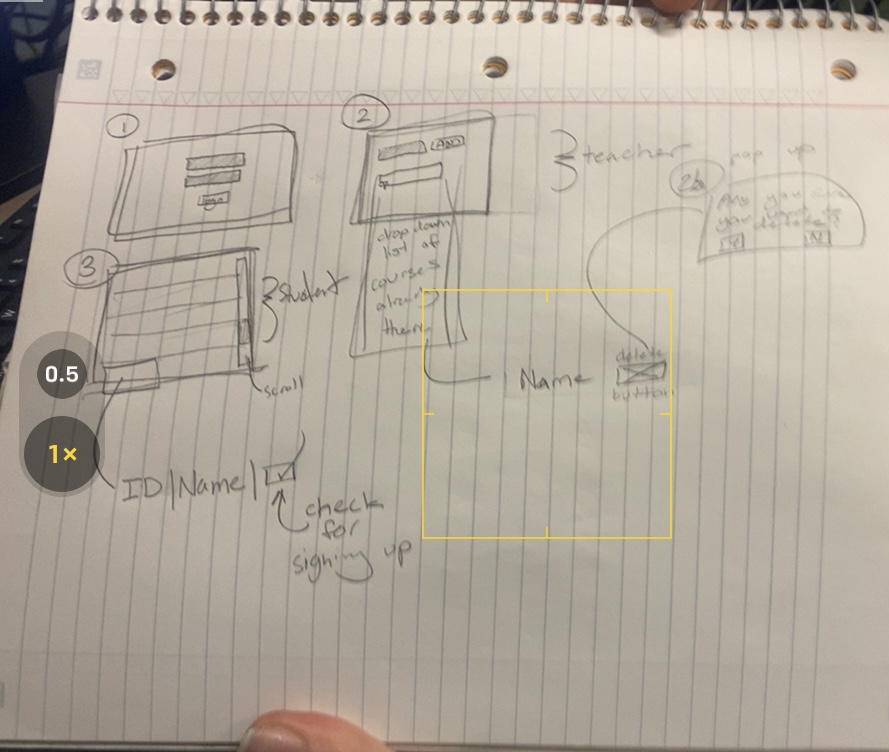 1
2
ADD
teacher
2b
pop up
Are you sure
you want to
delete?
Y
N
drop down
list of
courses
already
there
3
Student
scroll
Name
delete
button
ID|Name|
check
for
signing up
0.5
1×